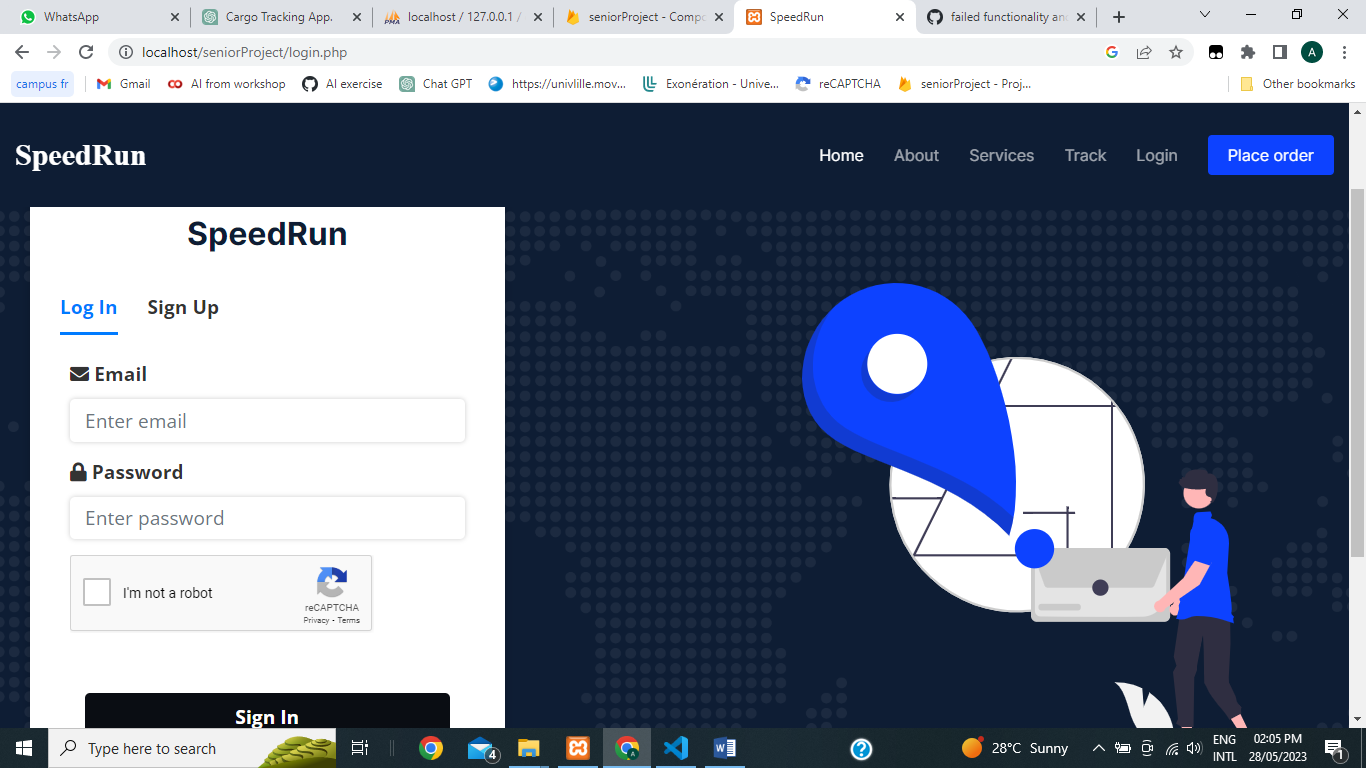 WhatsApp
Cargo Tracking App.
localhost / 127.0.0.1 /
seniorProject - Compo
SpeedRun
failed functionality and
localhost/seniorProject/login.php
A
campus fr
Gmail
AI from workshop
AI exercise
Chat GPT
https://univlille.mov...
Exonération - Unive...
reCAPTCHA
seniorProject - Proj...
Other bookmarks
SpeedRun
Home
About
Services
Track
Login
Place order
SpeedRun
Log In
Sign Up
Email
Enter email
Password
Enter password
I'm not a robot
reCAPTCHA
Privacy - Terms
Sign In
Type here to search
4
28°C Sunny
ENG
INTL
02:05 PM
28/05/2023
1